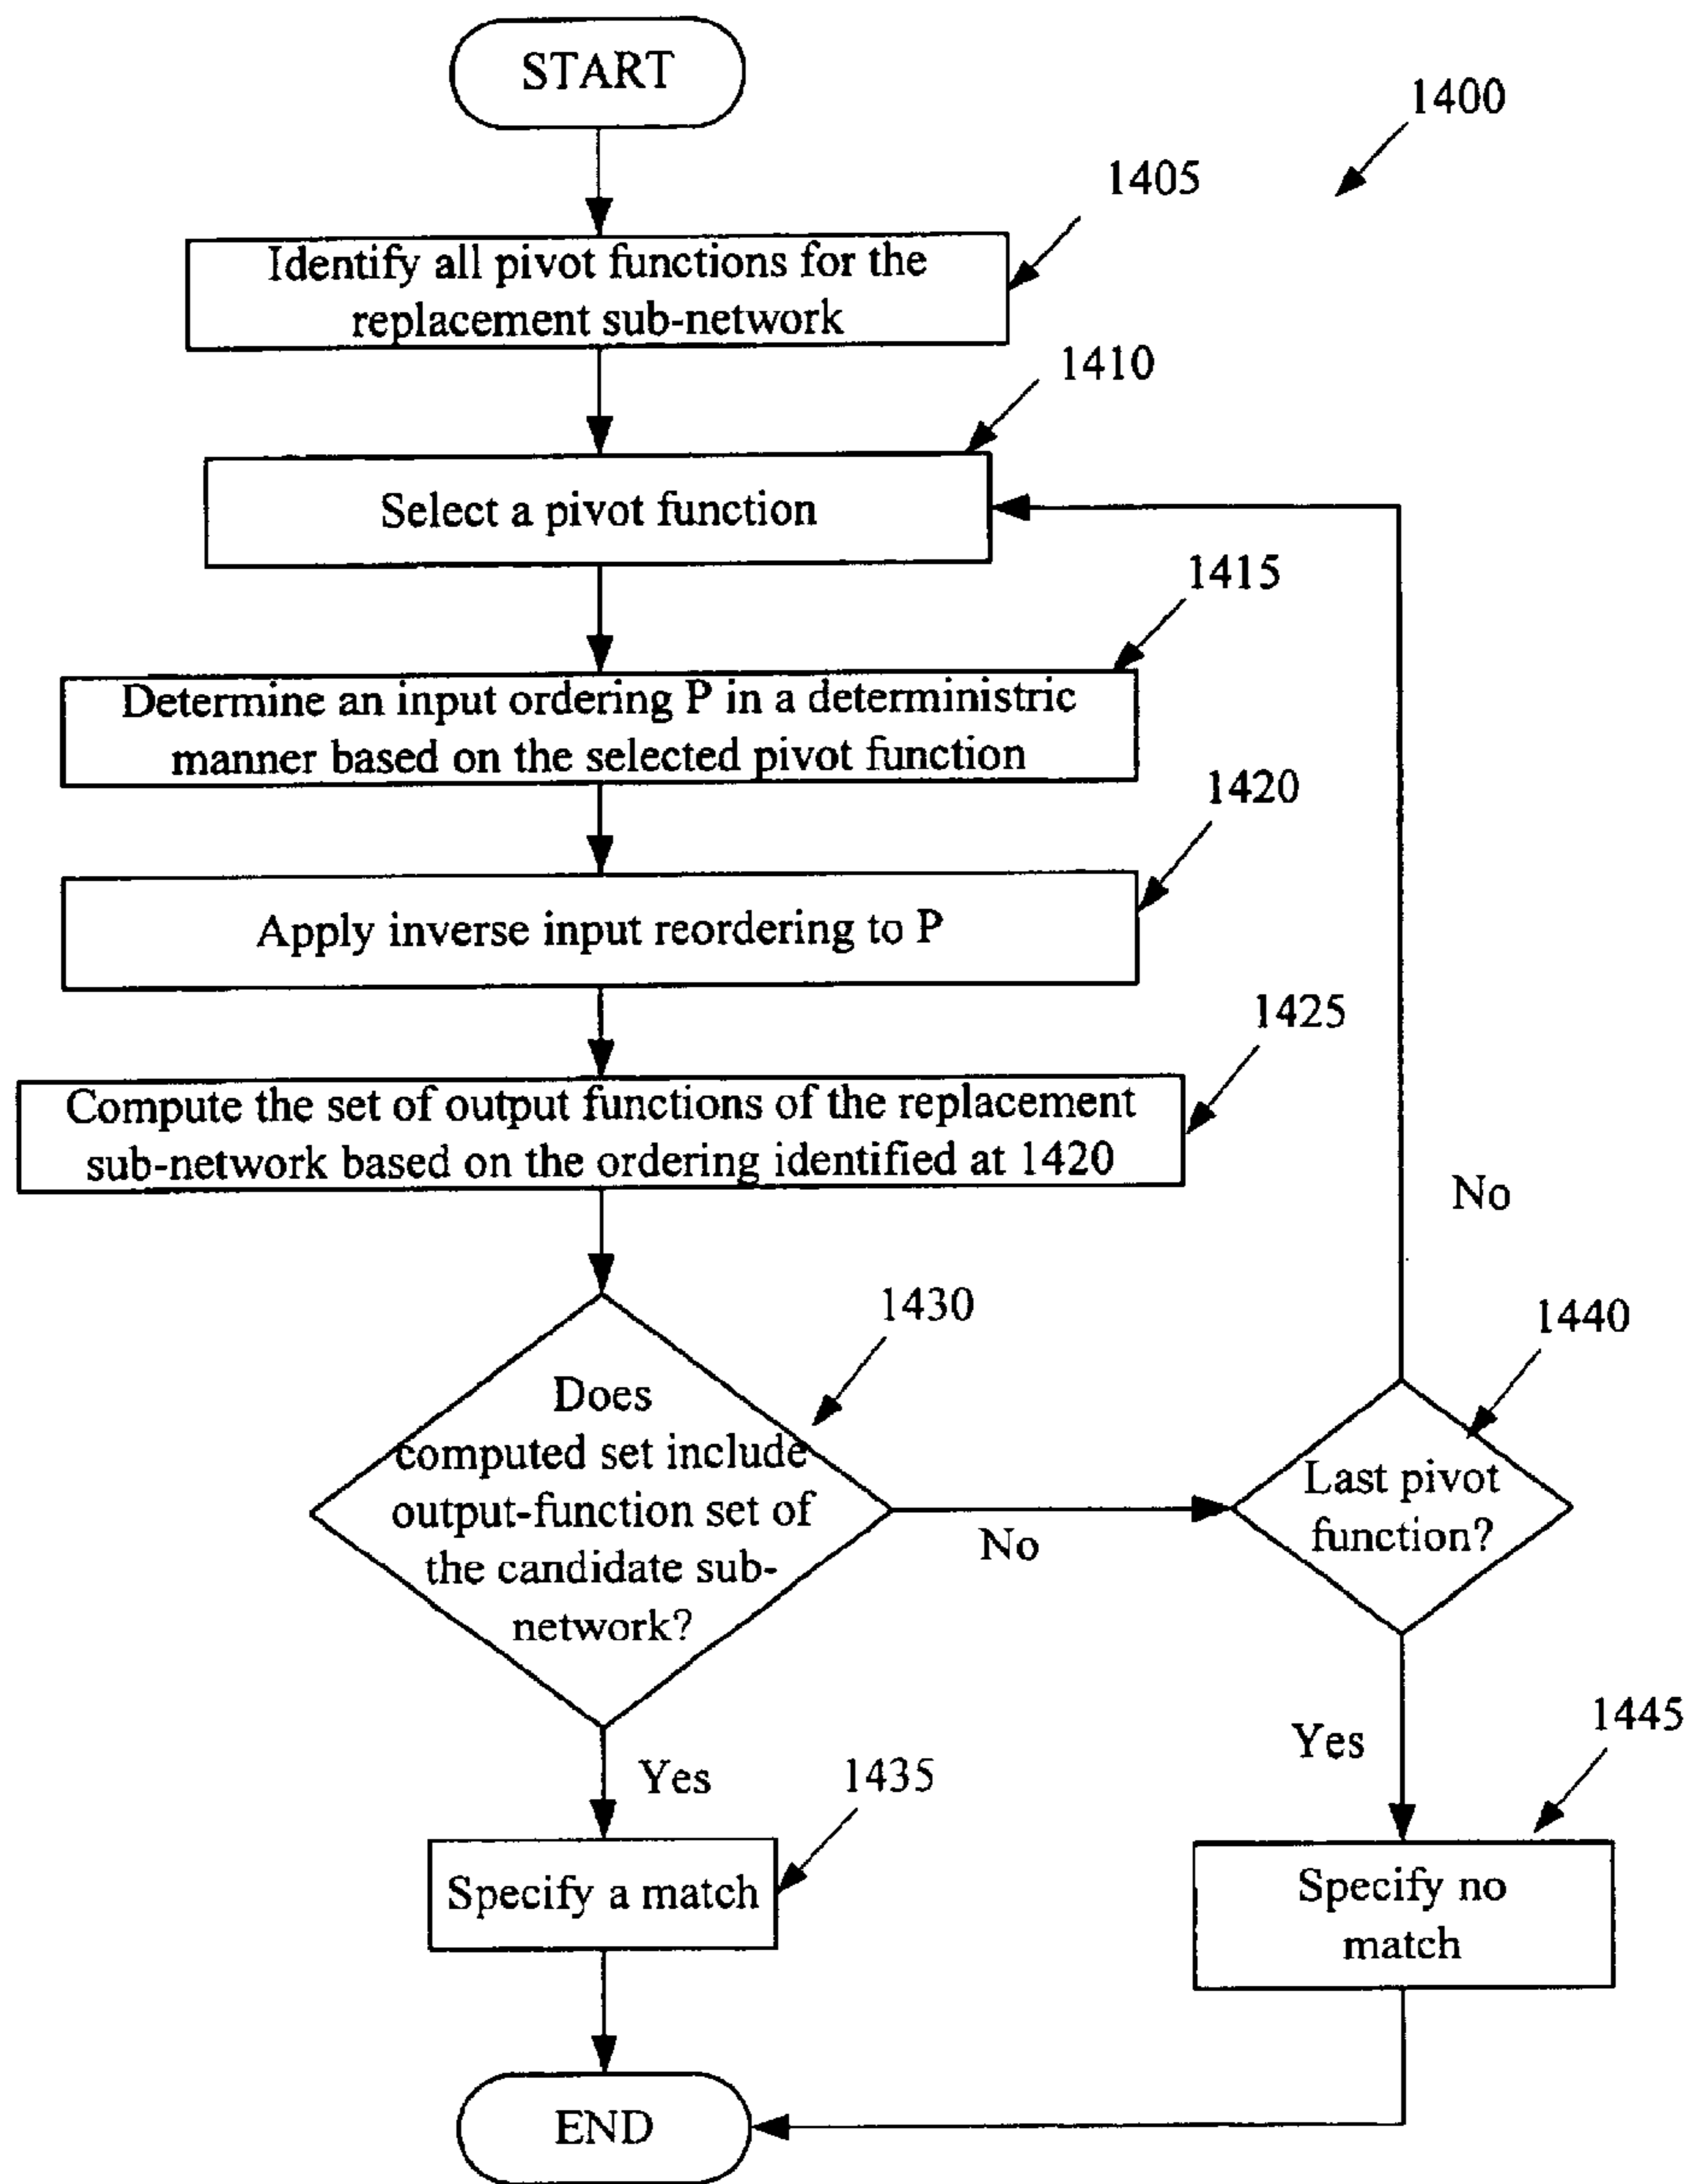 START
1400
1405
Identify all pivot functions for the
replacement sub-network
1410
Select a pivot function
1415
Determine an input ordering P in a deterministric
manner based on the selected pivot function
1420
Apply inverse input reordering to P
1425
Compute the set of output functions of the replacement
sub-network based on the ordering identified at 1420
No
1430
1440
Does
computed set include
output-function set of
the candidate sub-
network?
No
Last pivot
function?
Yes
1435
Yes
1445
Specify a match
Specify no
match
END